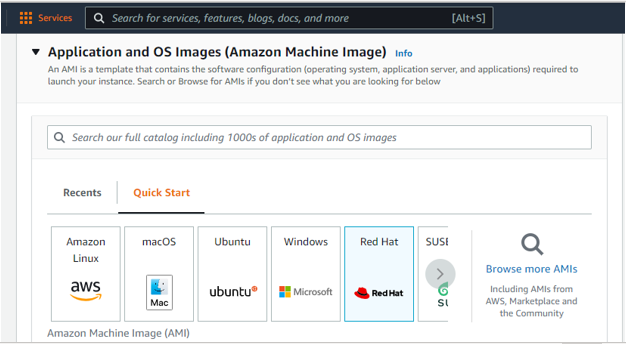 Services
Search for services, features, blogs, docs, and more [Alt+S]
Application and OS Images (Amazon Machine Image) Info
An AMI is a template that contains the software configuration (operating system, application server, and applications) required to
launch your instance. Search or Browse for AMIs if you don't see what you are looking for below
Search our full catalog including 1000s of application and OS images
Recents Quick Start
Amazon
Linux
aws
macOS
Mac
Ubuntu
ubuntu
Windows
Microsoft
Red Hat
RedHat
SUSE
SU
Browse more AMIs
Including AMIs from
AWS, Marketplace and
the Community
Amazon Machine Image (AMI)